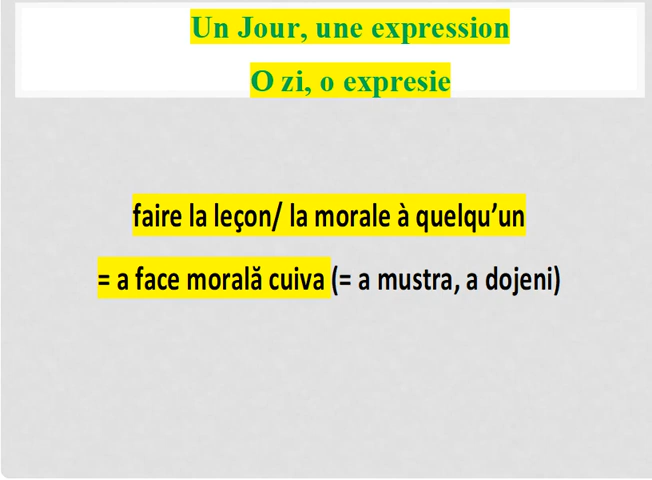 Un Jour, une expression
O zi, o expresie
faire la leçon/ la morale à quelqu’un
= a face morală cuiva (= a mustra, a dojeni)